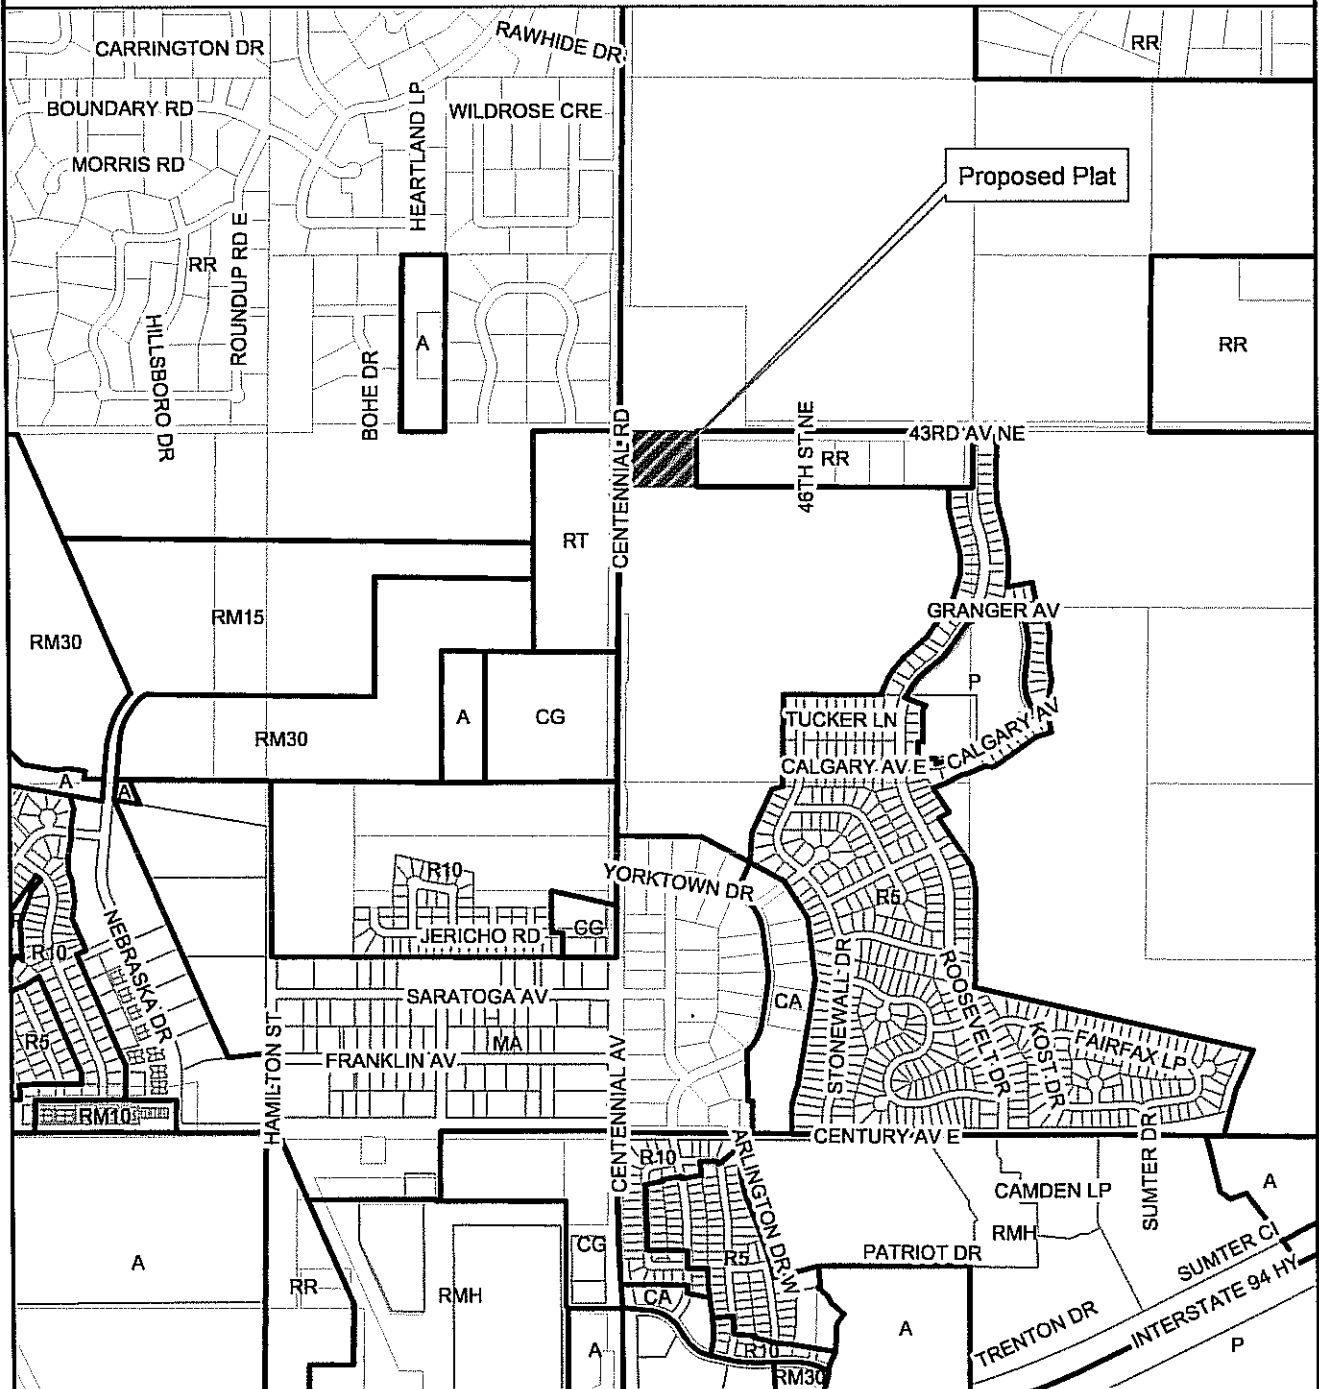 RAWHIDE DR
CARRINGTON DR
RR
BOUNDARY RD
HEARTLAND LP
WILDROSE CRE
MORRIS RD
Proposed Plat
ROUNDUP RD E
RR
HILLSBORO DR
BOHE DR
A
RR
CENTENNIAL RD
46TH ST NE
43RD AV NE
RR
RT
RM15
RM30
GRANGER AV
P
A
CG
TUCKER LN
RM30
CALGARY AV
CALGARY AV E
A
A
R10
YORKTOWN DR
R5
NEBRASKA DR
JERICHO RD
CG
R10
STONEWALL DR
ROOSEVELT DR
SARATOGA AV
CA
R5
HAMILTON ST
MA
FRANKLIN AV
CENTENNIAL AV
KOST DR
FAIRFAX LP
RM10
SUMTER DR
CENTURY AV E
R10
ARLINGTON DR W
CAMDEN LP
A
RMH
A
CG
R5
PATRIOT DR
SUMTER CI
RR
RMH
CA
INTERSTATE 94 HY
TRENTON DR
A
A
R10
P
RM30